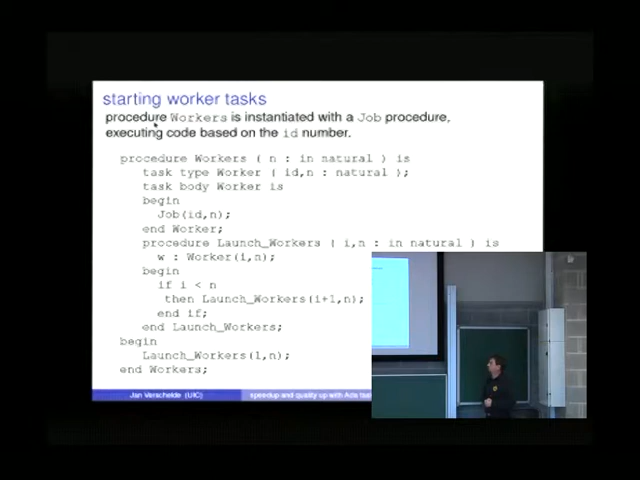 starting worker tasks
procedure Workers is instantiated with a Job procedure,
executing code based on the id number.
procedure Workers ( n : in natural ) is
task type Worker ( id,n : natural );
task body Worker is
begin
Job(id,n);
end Worker;
procedure Launch_Workers ( i,n : in natural ) is
w : Worker(i,n);
begin
if i < n
then Launch_Workers(i+1,n);
end if;
end Launch_Workers;
begin
Launch_Workers(1,n);
end Workers;
Jan Verschelde (UIC)
speedup and quality up with Ada